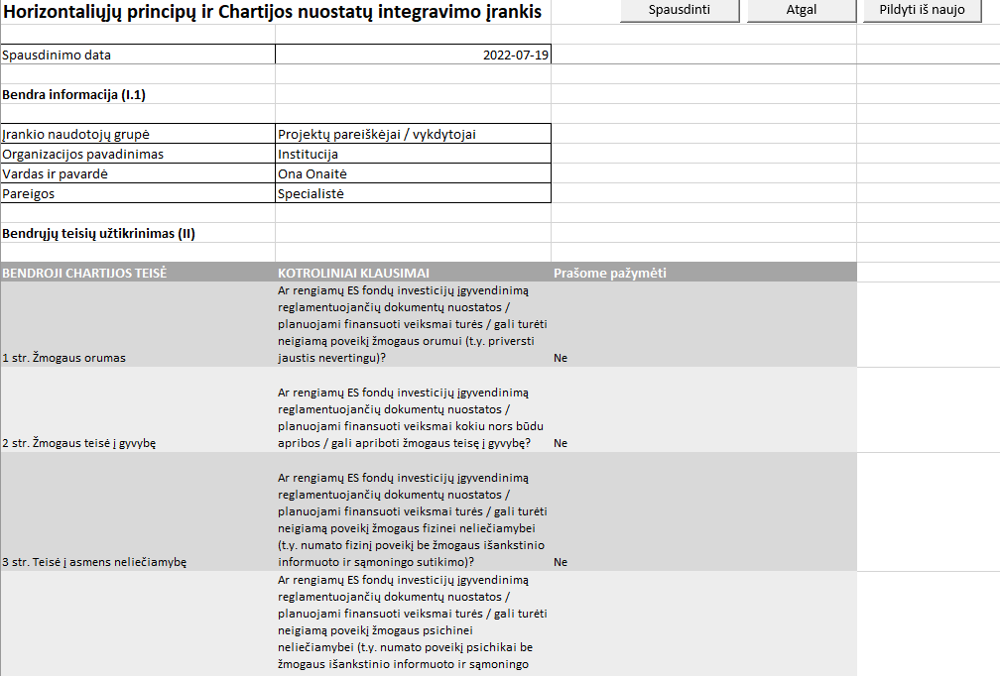 Horizontaliųjų principų ir Chartijos nuostatų integravimo įrankis
Spausdinti
Atgal
Pildyti iš naujo
Spausdinimo data
2022-07-19
Bendra informacija (I.1)
Įrankio naudotojų grupė
Projektų pareiškėjai / vykdytojai
Organizacijos pavadinimas
Institucija
Vardas ir pavardė
Ona Onaitė
Pareigos
Specialistė
Bendrųjų teisių užtikrinimas (II)
BENDROJI CHARTIJOS TEISĖ
KOTROLINIAI KLAUSIMAI
Prašome pažymėti
1 str. Žmogaus orumas
Ar rengiamų ES fondų investicijų įgyvendinimą
reglamentuojančių dokumentų nuostatos /
planuojami finansuoti veiksmai turės / gali turėti
neigiamą poveikį žmogaus orumui (t.y. priversti
jaustis nevertingu)?
Ne
2 str. Žmogaus teisė į gyvybę
Ar rengiamų ES fondų investicijų įgyvendinimą
reglamentuojančių dokumentų nuostatos /
planuojami finansuoti veiksmai kokiu nors būdu
apribos / gali apriboti žmogaus teisę į gyvybę?
Ne
3 str. Teisė į asmens neliečiamybę
Ar rengiamų ES fondų investicijų įgyvendinimą
reglamentuojančių dokumentų nuostatos /
planuojami finansuoti veiksmai turės / gali turėti
neigiamą poveikį žmogaus fizinei neliečiamybei
(t.y. numato fizinį poveikį be žmogaus išankstinio
informuoto ir sąmoningo sutikimo)?
Ne
Ar rengiamų ES fondų investicijų įgyvendinimą
reglamentuojančių dokumentų nuostatos /
planuojami finansuoti veiksmai turės / gali turėti
neigiamą poveikį žmogaus psichinei
neliečiamybei (t.y. numato poveikį psichikai be
žmogaus išankstinio informuoto ir sąmoningo